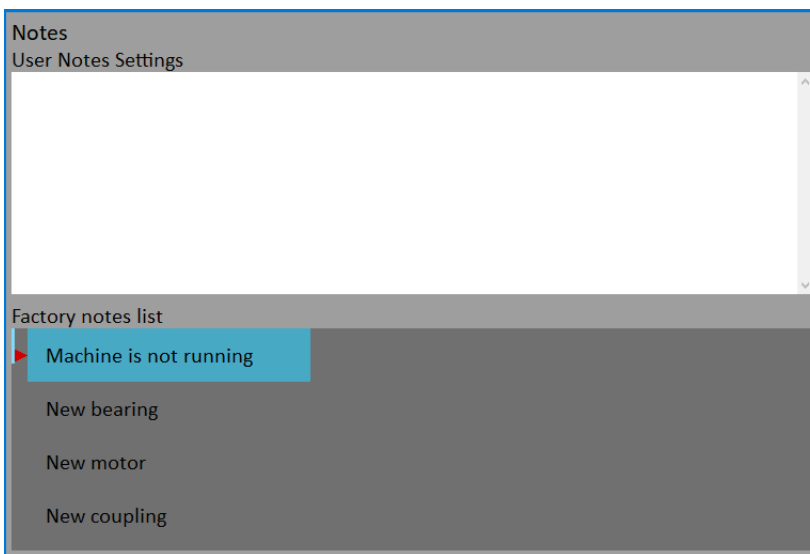 Notes
User Notes Settings
Factory notes list
Machine is not running
New bearing
New motor
New coupling